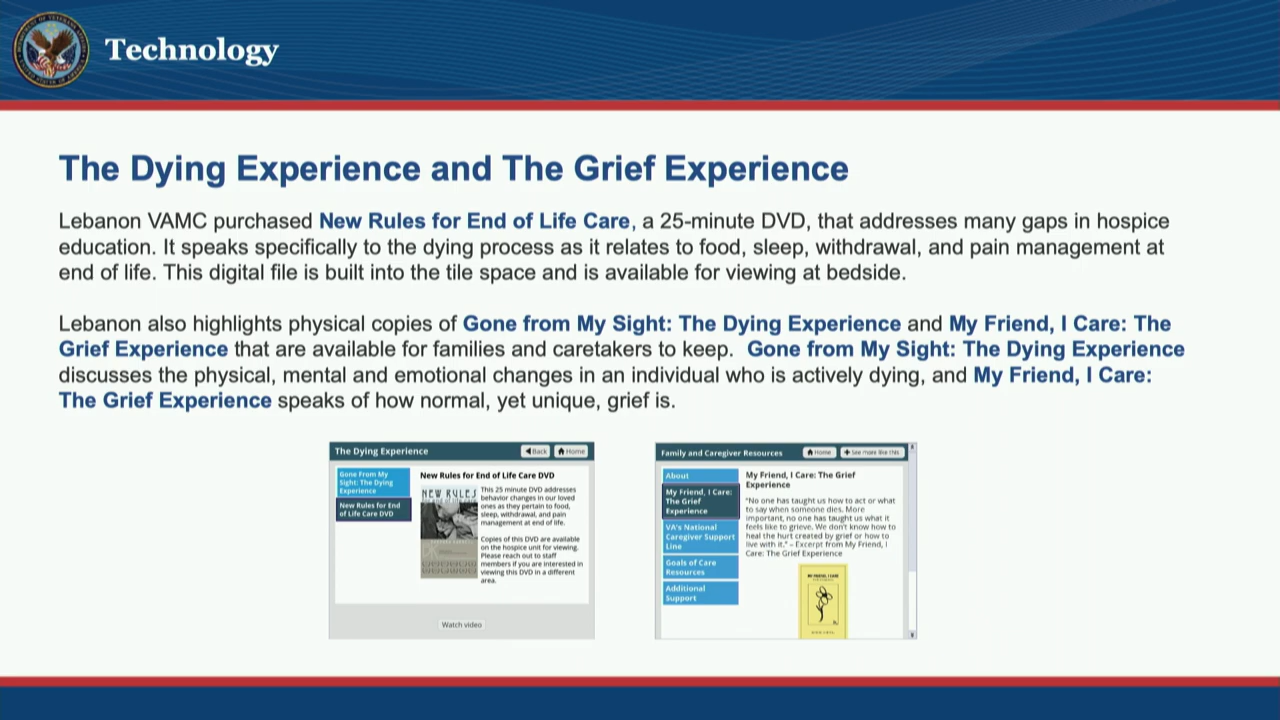 Technology
The Dying Experience and The Grief Experience
Lebanon VAMC purchased New Rules for End of Life Care, a 25-minute DVD, that addresses many gaps in hospice
education. It speaks specifically to the dying process as it relates to food, sleep, withdrawal, and pain management at
end of life. This digital file is built into the tile space and is available for viewing at bedside.
Lebanon also highlights physical copies of Gone from My Sight: The Dying Experience and My Friend, I Care: The
Grief Experience that are available for families and caretakers to keep. Gone from My Sight: The Dying Experience
discusses the physical, mental and emotional changes in an individual who is actively dying, and My Friend, I Care:
The Grief Experience speaks of how normal, yet unique, grief is.
The Dying Experience
Back
Home
Gone From My
Sight: The Dying
Experience
New Rules for End
of Life Care DVD
New Rules for End of Life Care DVD
NEW RULES
This 25 minute DVD addresses
behavior changes in our loved
ones as they pertain to food,
sleep, withdrawal, and pain
management at end of life.
Copies of this DVD are available
on the hospice unit for viewing.
Please reach out to staff
members if you are interested in
viewing this DVD in a different
area.
Watch video
Family and Caregiver Resources
Home
See more like this
About
My Friend, I Care:
The Grief
Experience
VA's National
Caregiver Support
Line
Goals of Care
Resources
Additional
Support
My Friend, I Care: The Grief
Experience
"No one has taught us how to act or what
to say when someone dies. More
important, no one has taught us what it
feels like to grieve. We don't know how to
heal the hurt created by grief or how to
live with it." – Excerpt from My Friend, I
Care: The Grief Experience
MY FRIEND, I CARE